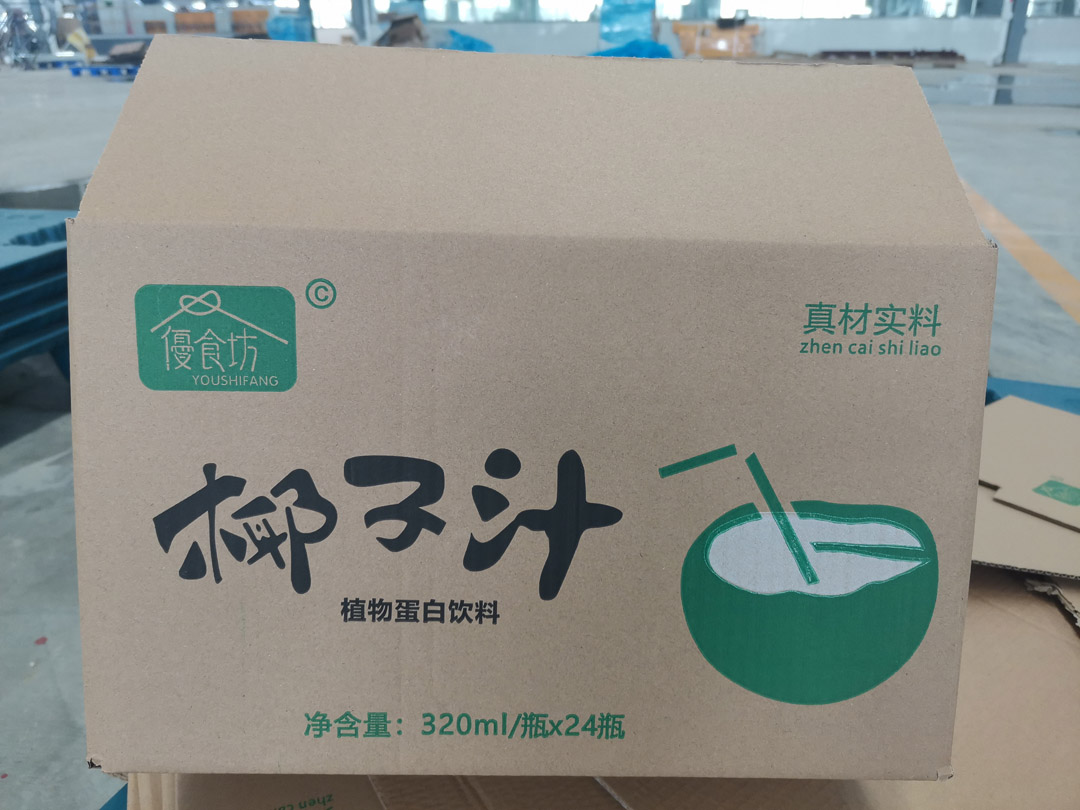 優食坊
YOUSHIFANG
©
真材实料
zhen cai shi liao
椰子汁
植物蛋白饮料
净含量：320ml/瓶x24瓶